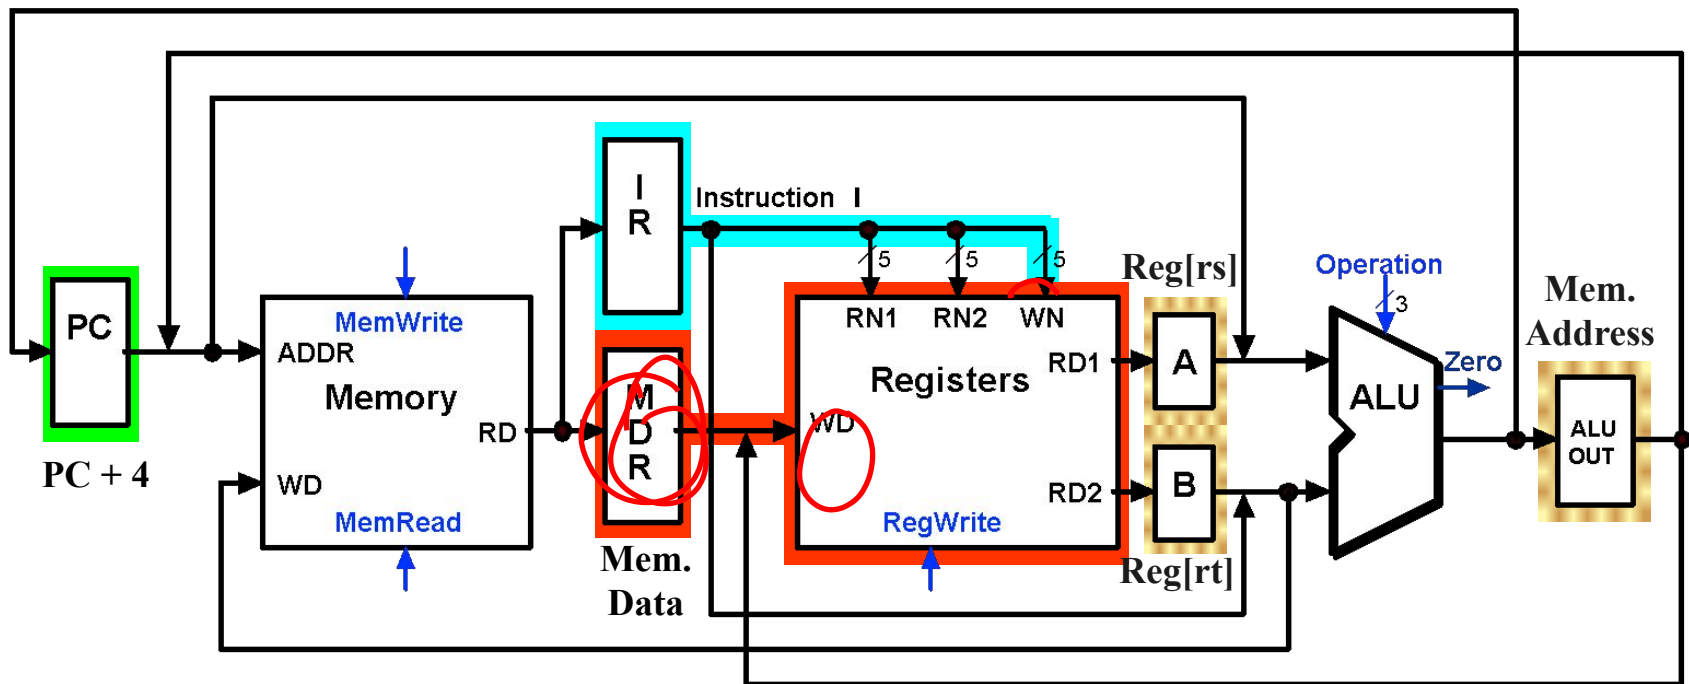 PC
PC + 4
MemWrite
ADDR
Memory
RD
WD
MemRead
I
R
Instruction I
M
D
R
Mem.
Data
5
5
5
RN1
RN2
WN
RD1
Registers
WD
RD2
RegWrite
Reg[rs]
A
B
Reg[rt]
Operation
3
Zero
ALU
Mem.
Address
ALU
OUT